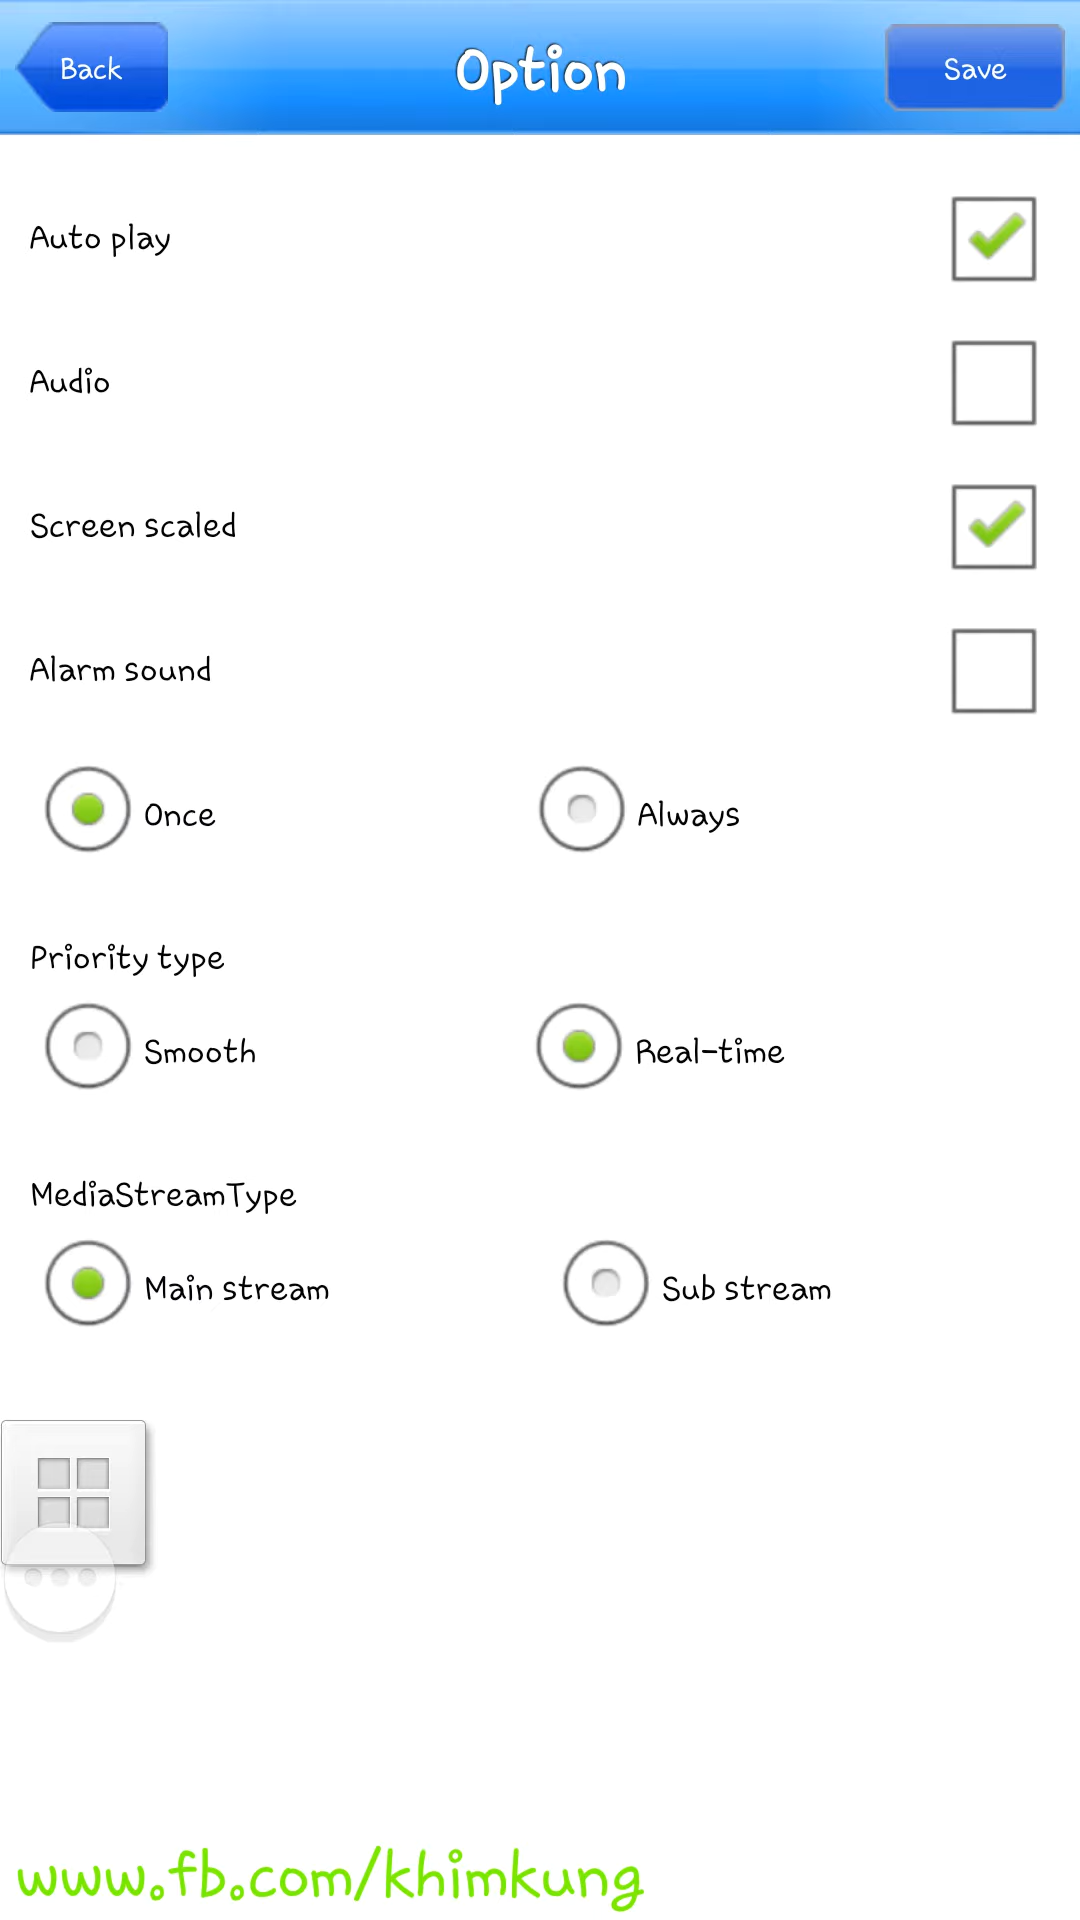 Back Option Save
Auto play
Audio
Screen scaled
Alarm sound
Once Always
Priority type
Smooth Real-time
MediaStreamType
Main stream Sub stream
www.fb.com/khimkung